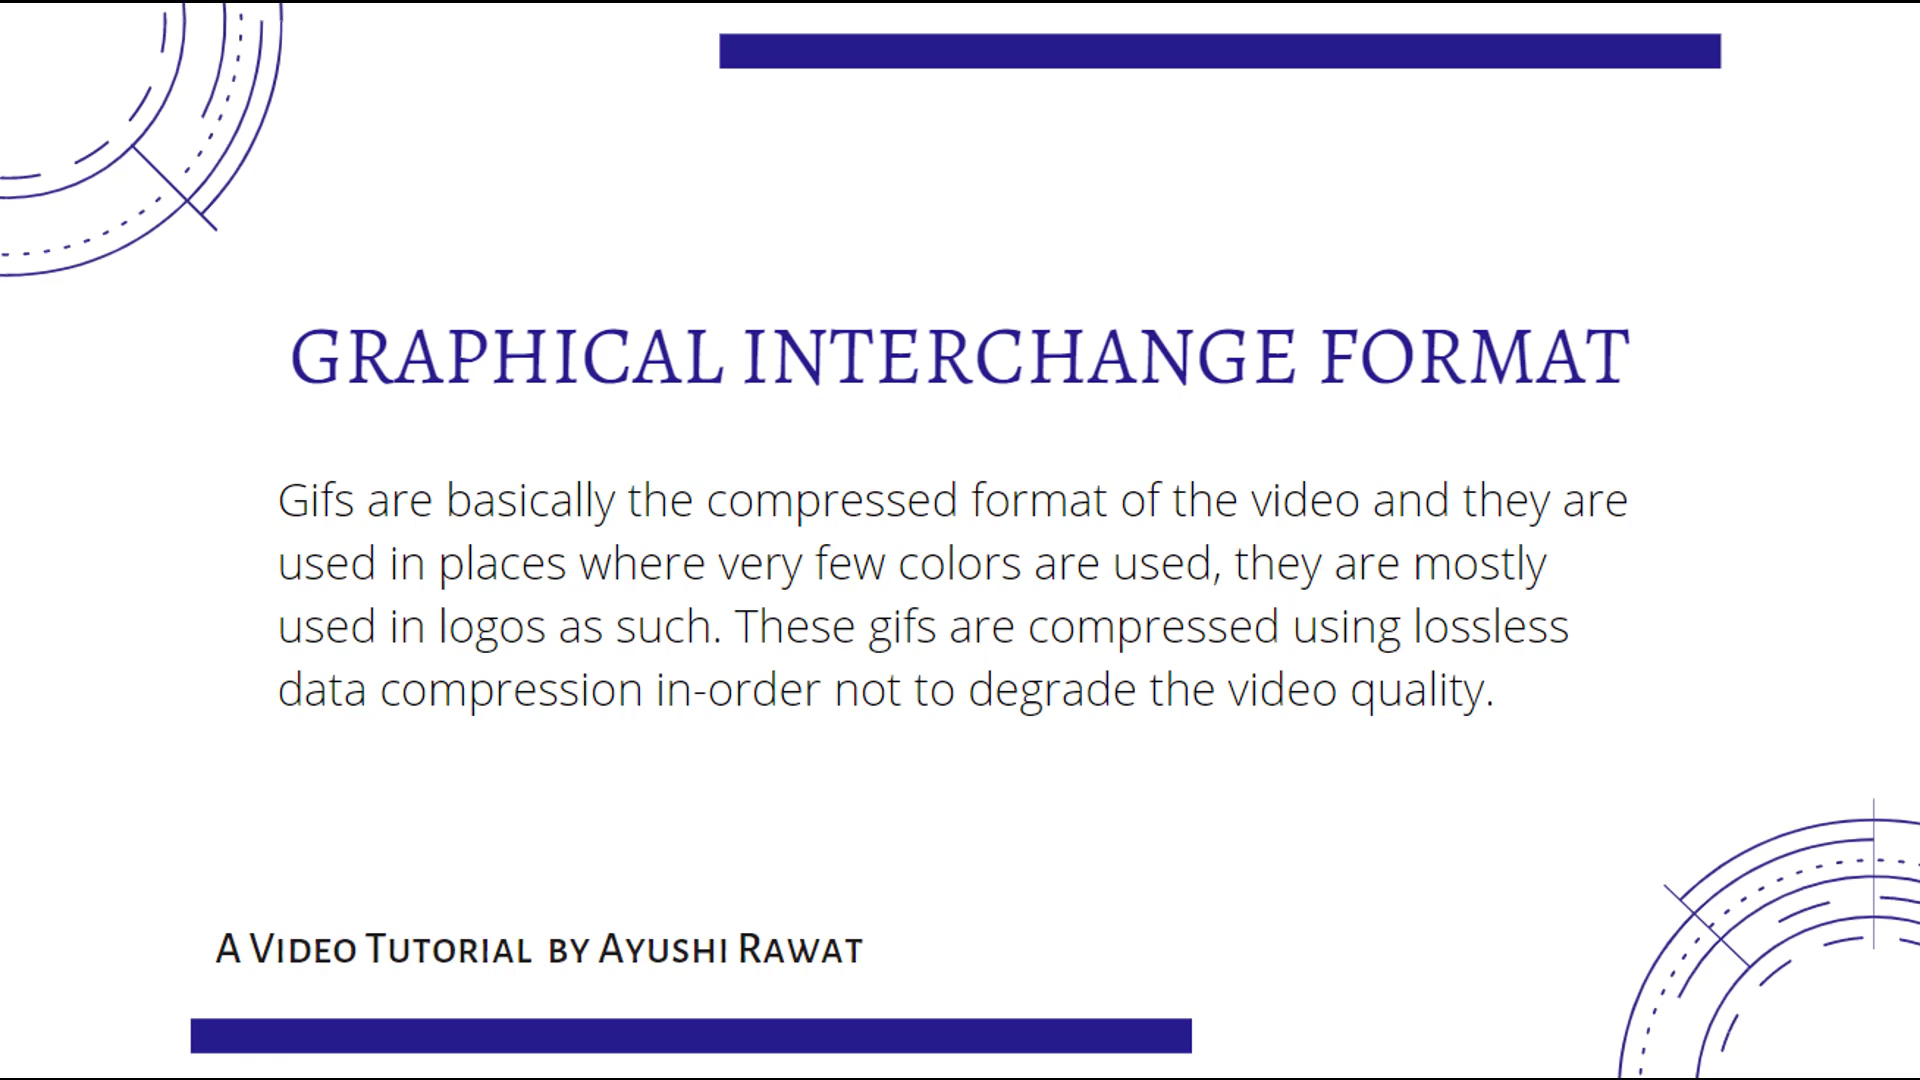 GRAPHICAL INTERCHANGE FORMAT
Gifs are basically the compressed format of the video and they are
used in places where very few colors are used, they are mostly
used in logos as such. These gifs are compressed using lossless
data compression in-order not to degrade the video quality.
A VIDEO TUTORIAL BY AYUSHI RAWAT